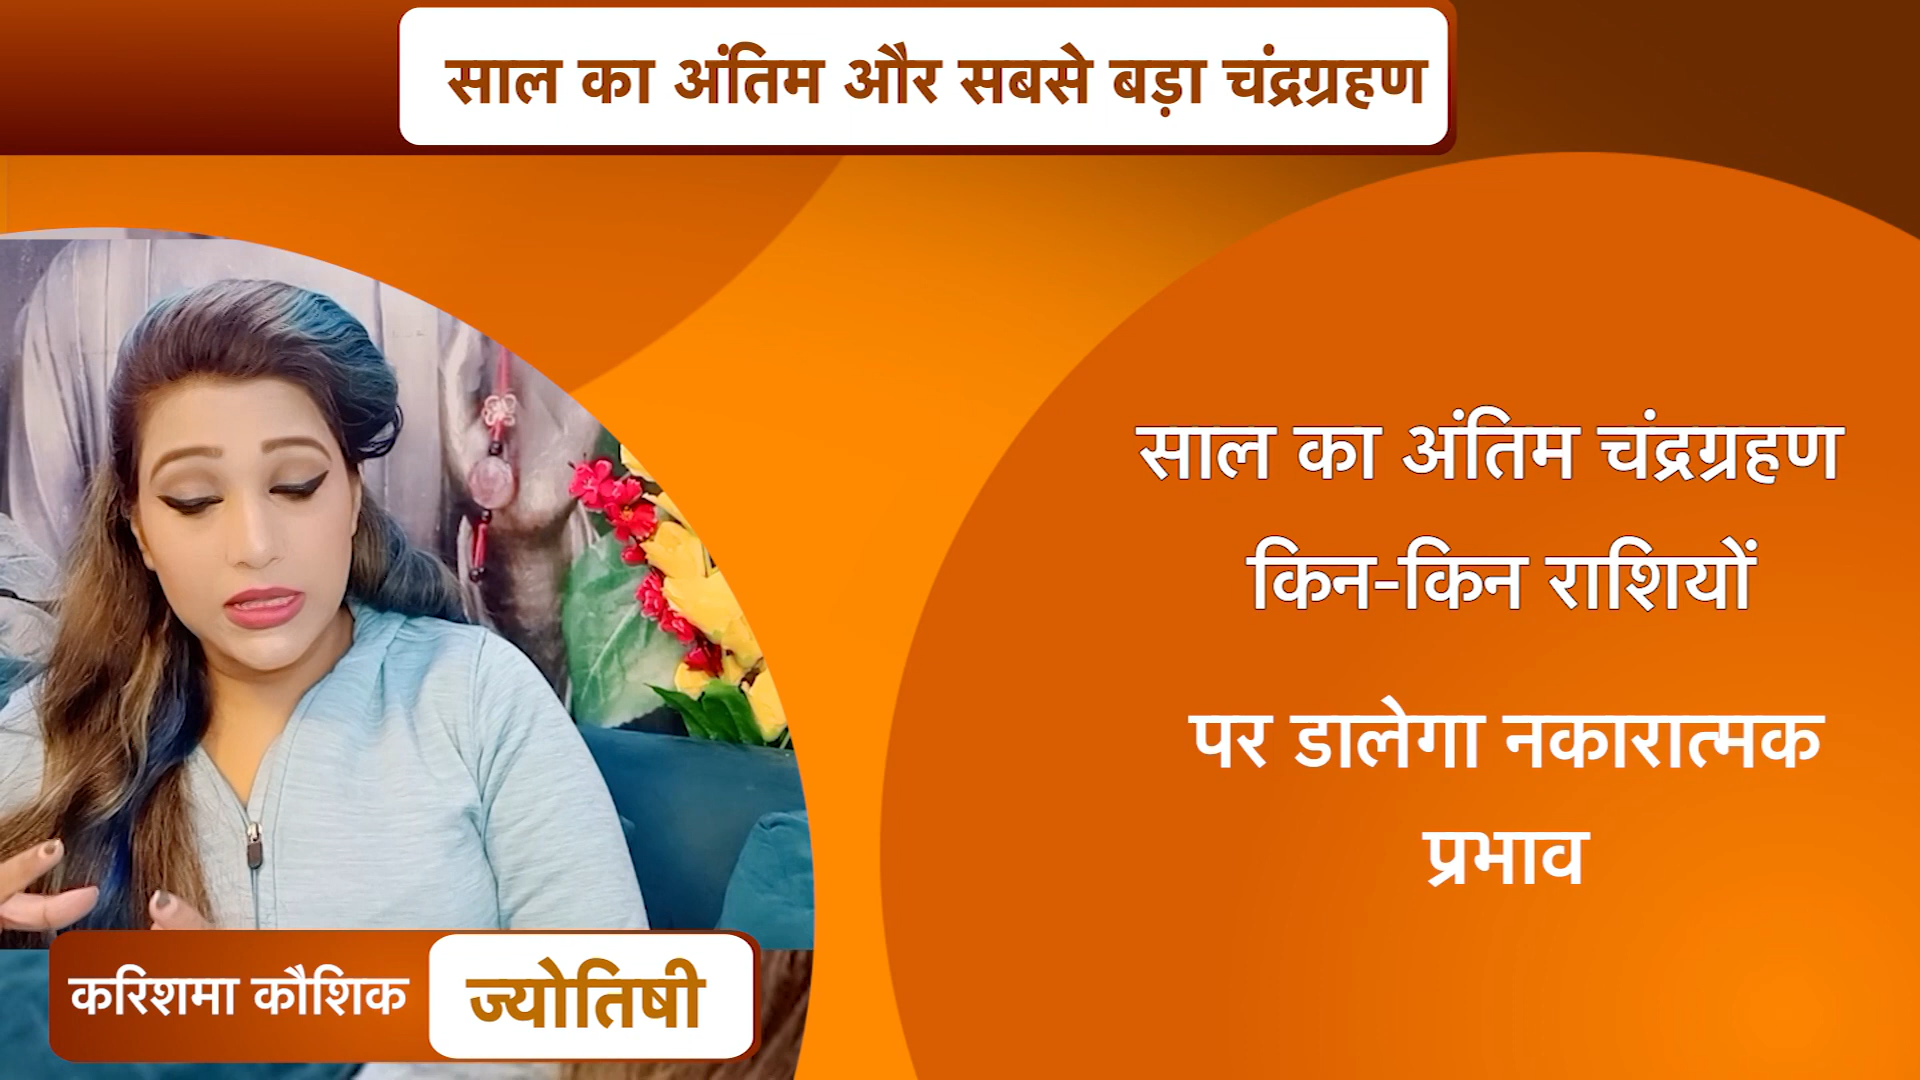 साल का अंतिम और सबसे बड़ा चंद्रग्रहण
साल का अंतिम चंद्रग्रहण
किन-किन राशियों
पर डालेगा नकारात्मक
प्रभाव
करिशमा कौशिक
ज्योतिषी